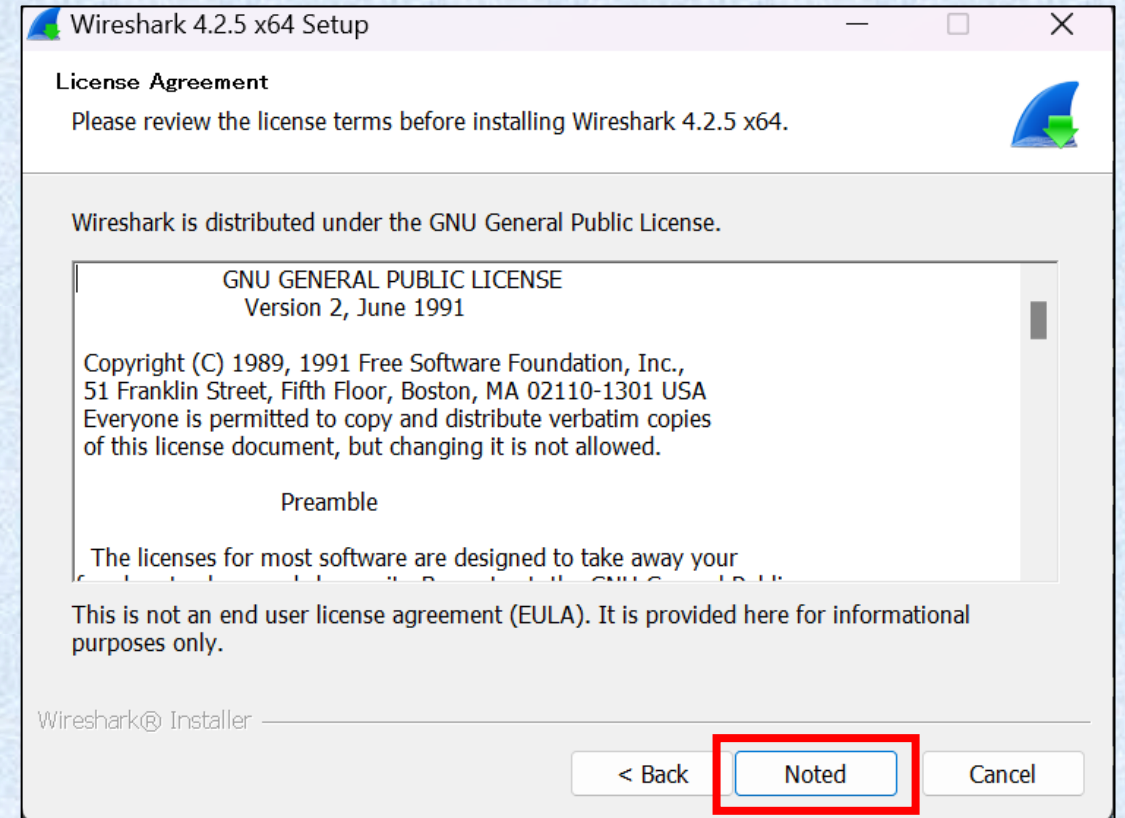 Wireshark 4.2.5 x64 Setup
License Agreement
Please review the license terms before installing Wireshark 4.2.5 x64.
Wireshark is distributed under the GNU General Public License.
GNU GENERAL PUBLIC LICENSE
Version 2, June 1991
Copyright (C) 1989, 1991 Free Software Foundation, Inc.,
51 Franklin Street, Fifth Floor, Boston, MA 02110-1301 USA
Everyone is permitted to copy and distribute verbatim copies
of this license document, but changing it is not allowed.
Preamble
The licenses for most software are designed to take away your
This is not an end user license agreement (EULA). It is provided here for informational
purposes only.
Wireshark® Installer
< Back
Noted
Cancel